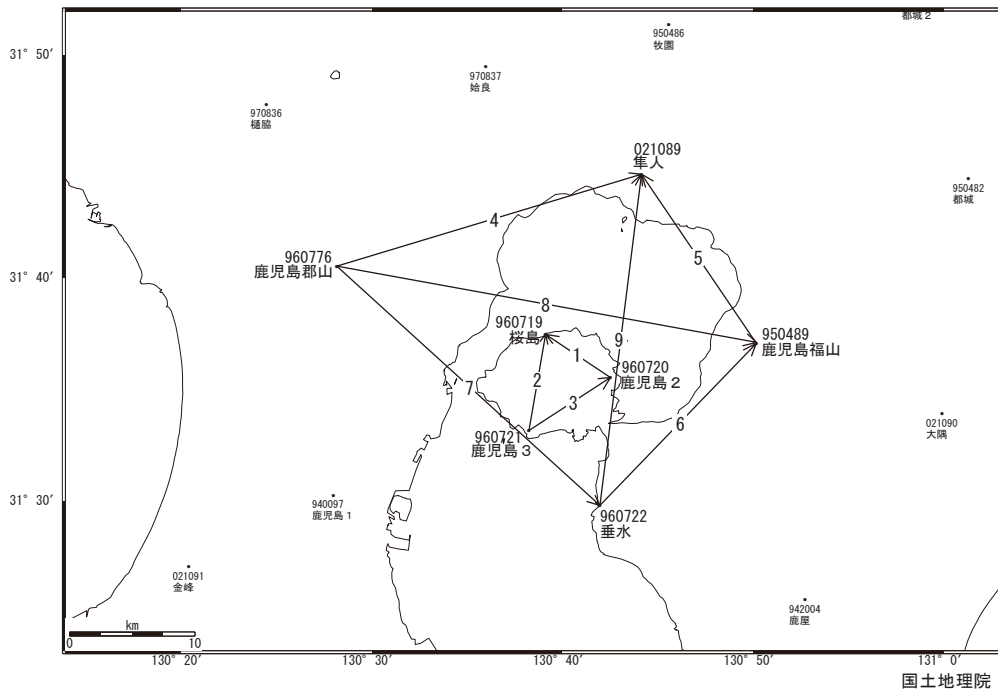 都城２
31° 50′
950486
牧園
970837
姶良
970836
樋脇
021089
隼人
950482
都城
4
960776
鹿児島郡山
5
31° 40′
8
960719
桜島
9
950489
鹿児島福山
1
960720
鹿児島２
2
7
3
6
021090
大隅
960721
鹿児島３
31° 30′
940097
鹿児島１
960722
垂水
021091
金峰
942004
鹿屋
km
0 10
130° 20′ 130° 30′ 130° 40′ 130° 50′ 131° 0′
国土地理院